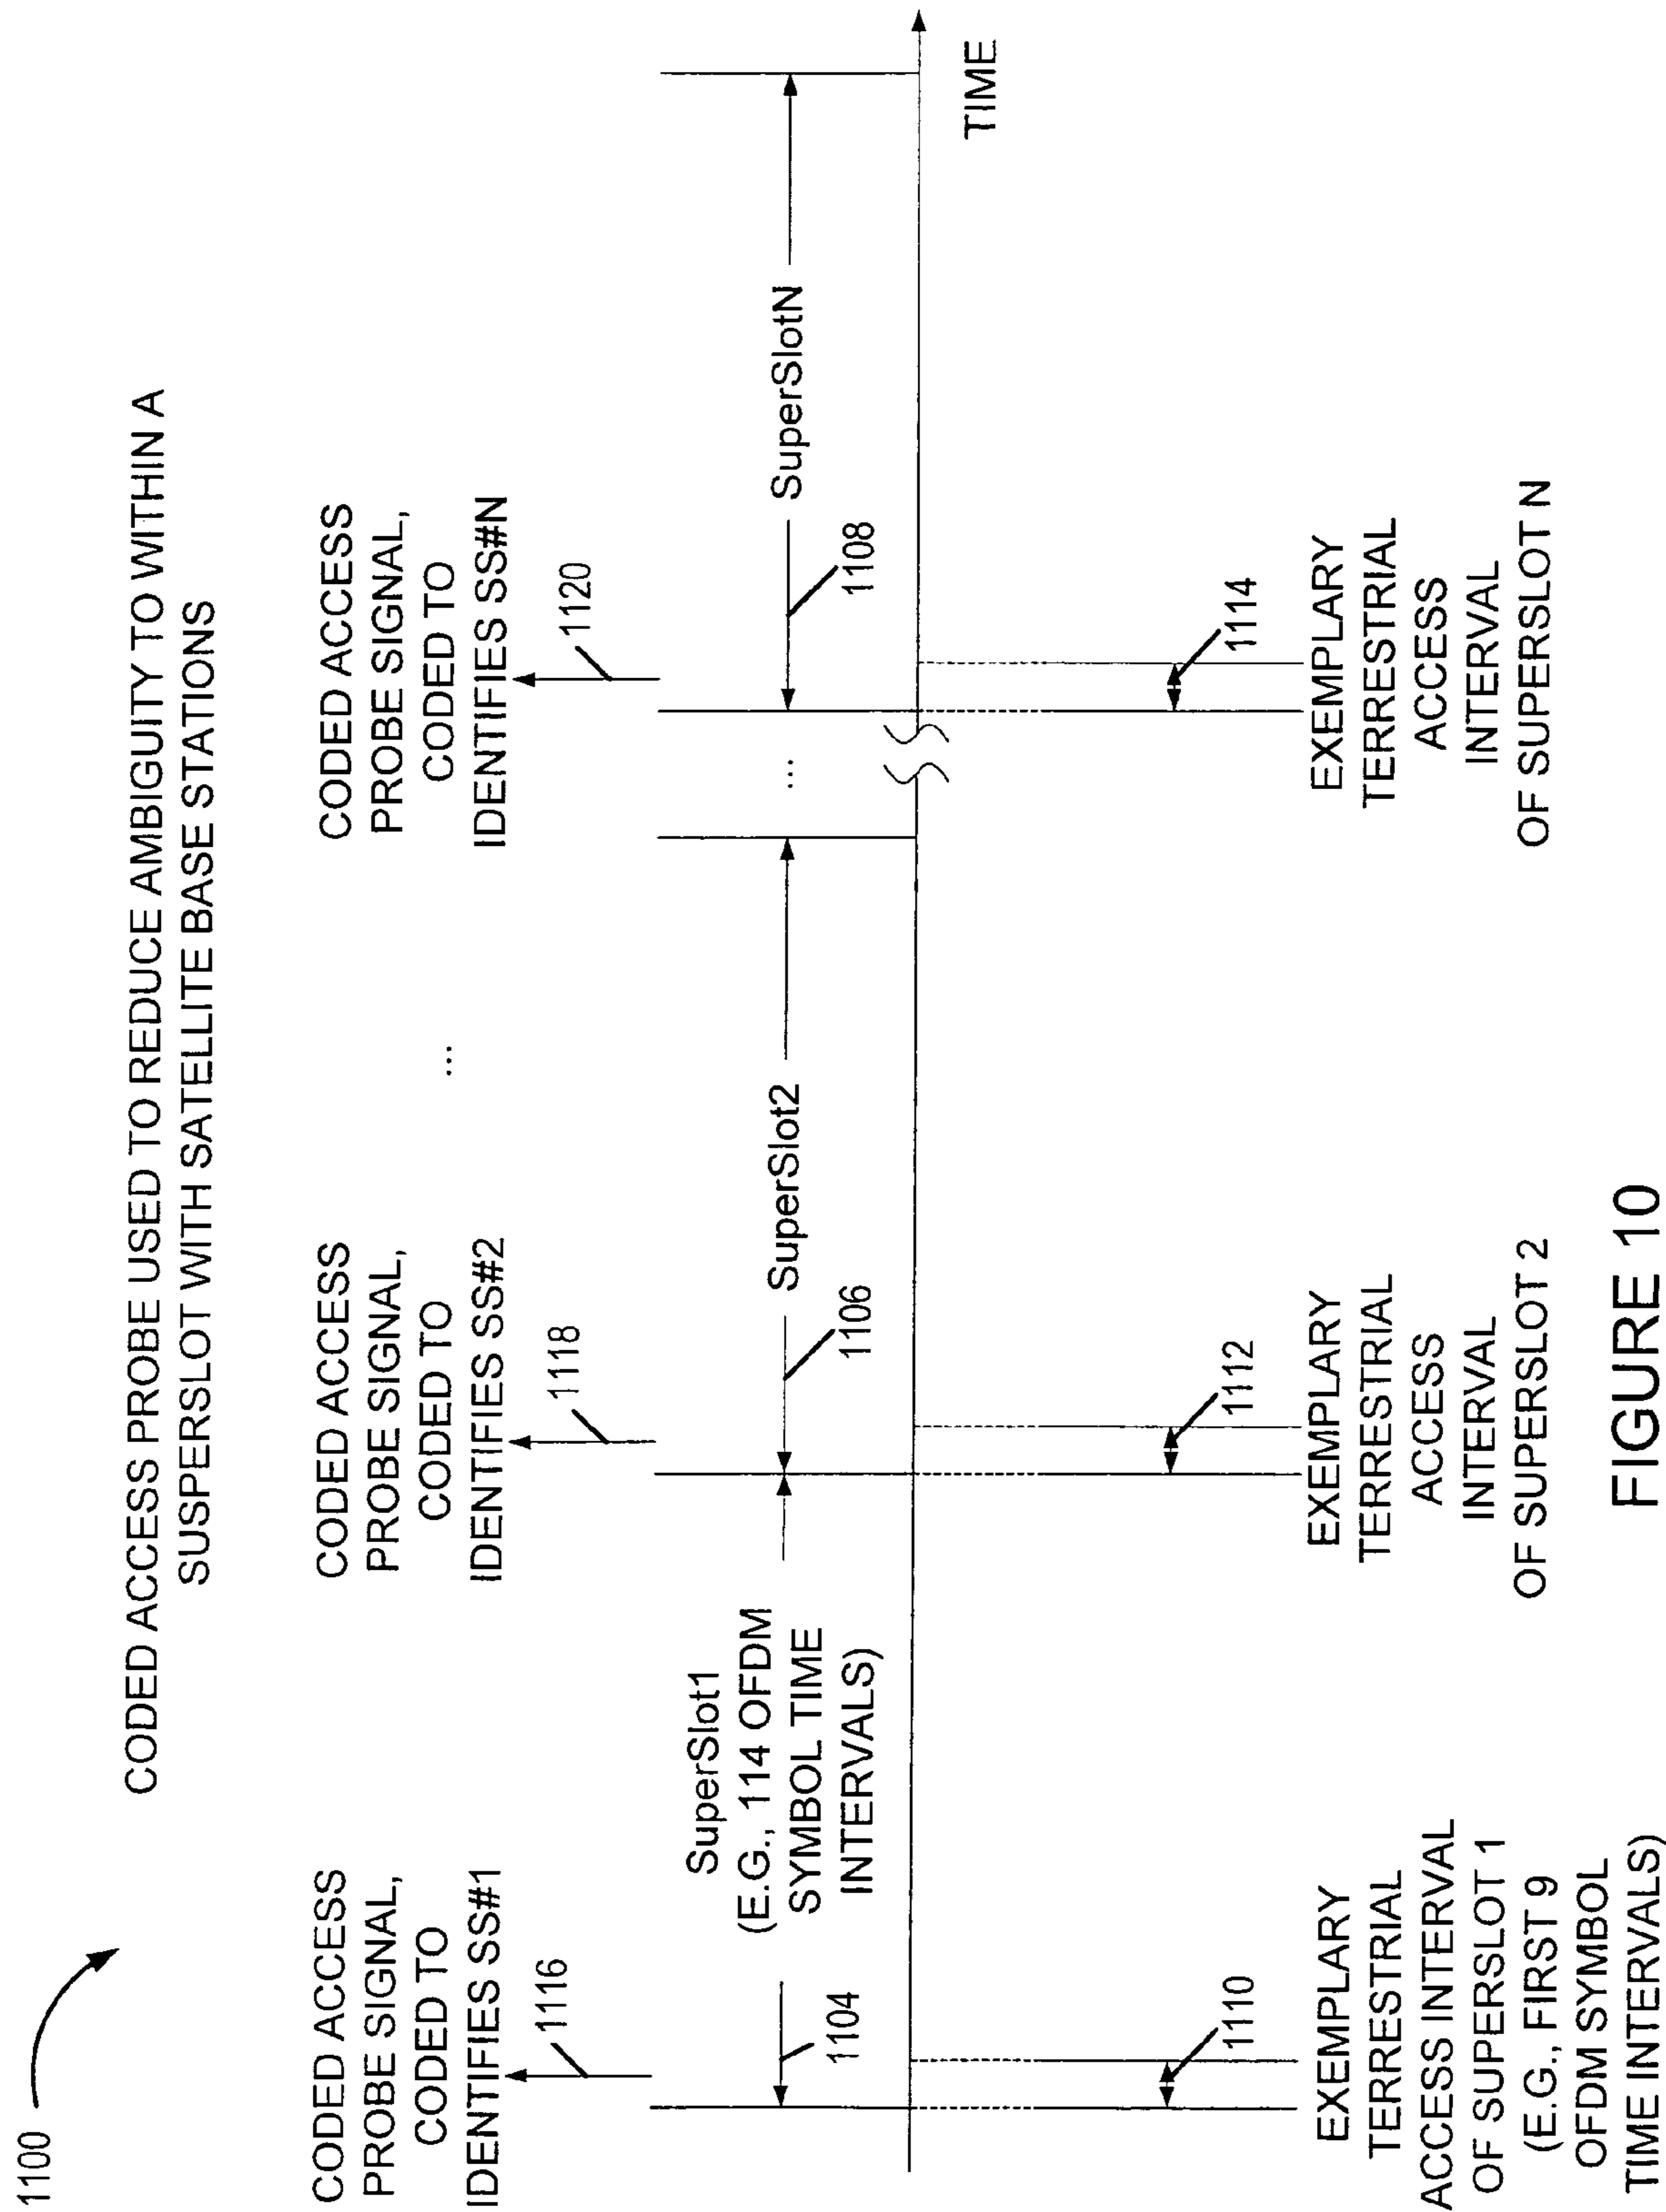 1100
CODED ACCESS PROBE USED TO REDUCE AMBIGUITY TO WITHIN A
SUSPERSLOT WITH SATELLITE BASE STATIONS
CODED ACCESS
PROBE SIGNAL,
CODED TO
IDENTIFIES SS#1
1116
CODED ACCESS
PROBE SIGNAL,
CODED TO
IDENTIFIES SS#2
1118
...
CODED ACCESS
PROBE SIGNAL,
CODED TO
IDENTIFIES SS#N
1120
SuperSlot1
(E.G., 114 OFDM
SYMBOL TIME
INTERVALS)
1104
SuperSlot2
1106
...
SuperSlotN
1108
TIME
1110
EXEMPLARY
TERRESTRIAL
ACCESS INTERVAL
OF SUPERSLOT 1
(E.G., FIRST 9
OFDM SYMBOL
TIME INTERVALS)
1112
EXEMPLARY
TERRESTRIAL
ACCESS
INTERVAL
OF SUPERSLOT 2
1114
EXEMPLARY
TERRESTRIAL
ACCESS
INTERVAL
OF SUPERSLOT N
FIGURE 10